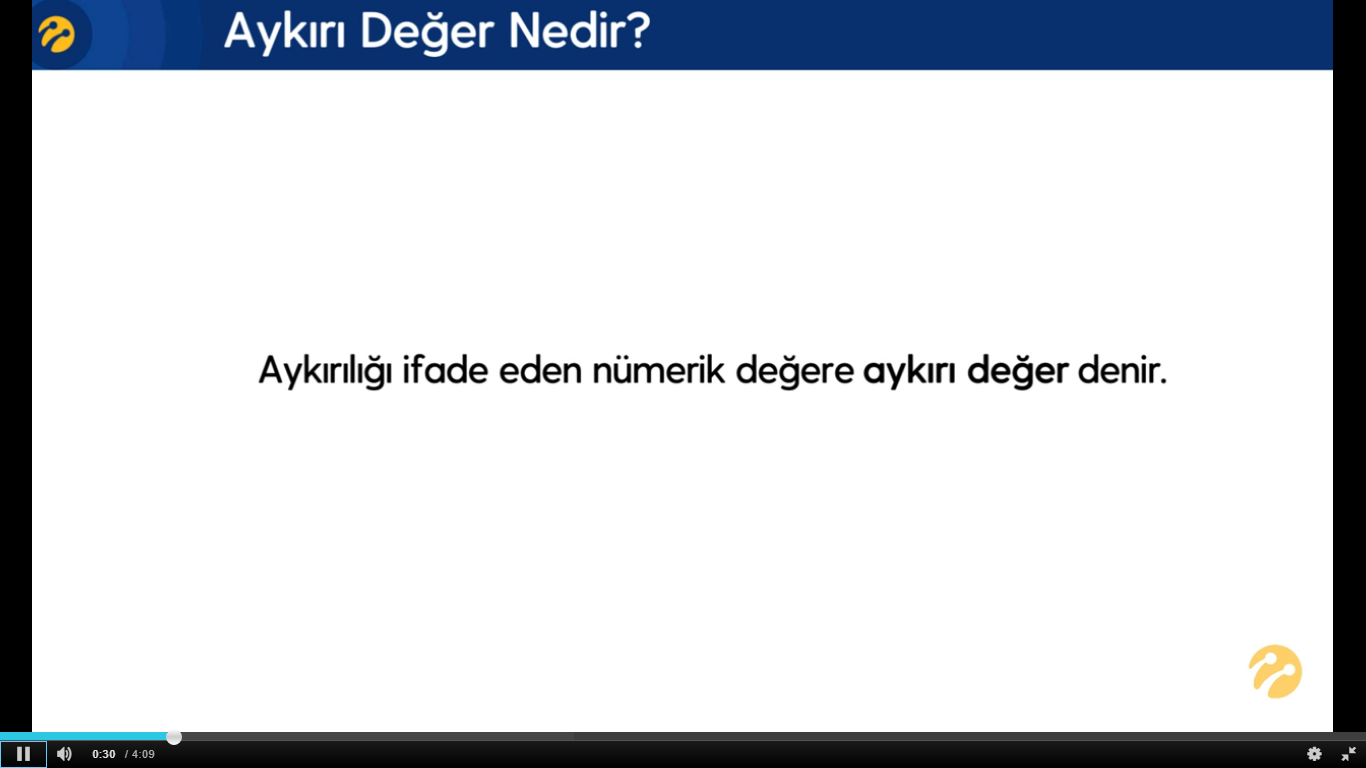 Aykırı Değer Nedir?
Aykırılığı ifade eden nümerik değere aykırı değer denir.
0:30 / 4:09